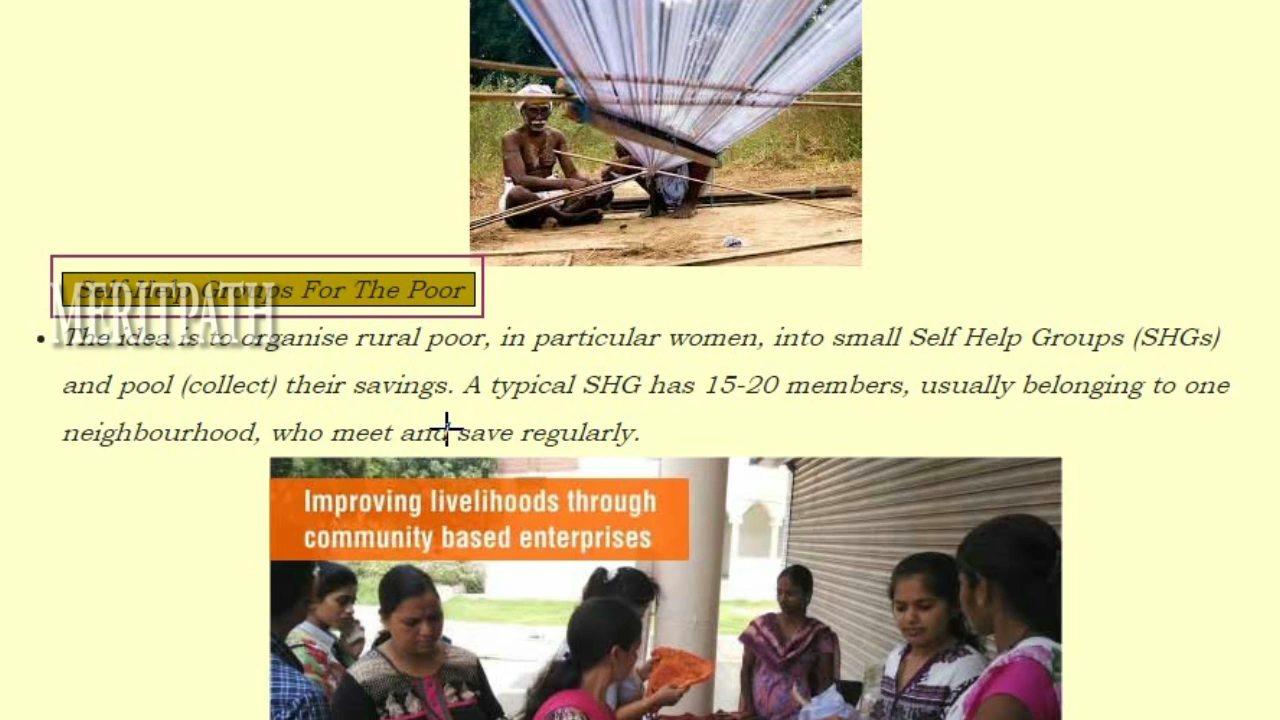 Self-Help Groups For The Poor
MERITPATH
• The idea is to organise rural poor, in particular women, into small Self Help Groups (SHGs)
and pool (collect) their savings. A typical SHG has 15-20 members, usually belonging to one
neighbourhood, who meet and save regularly.
Improving livelihoods through
community based enterprises